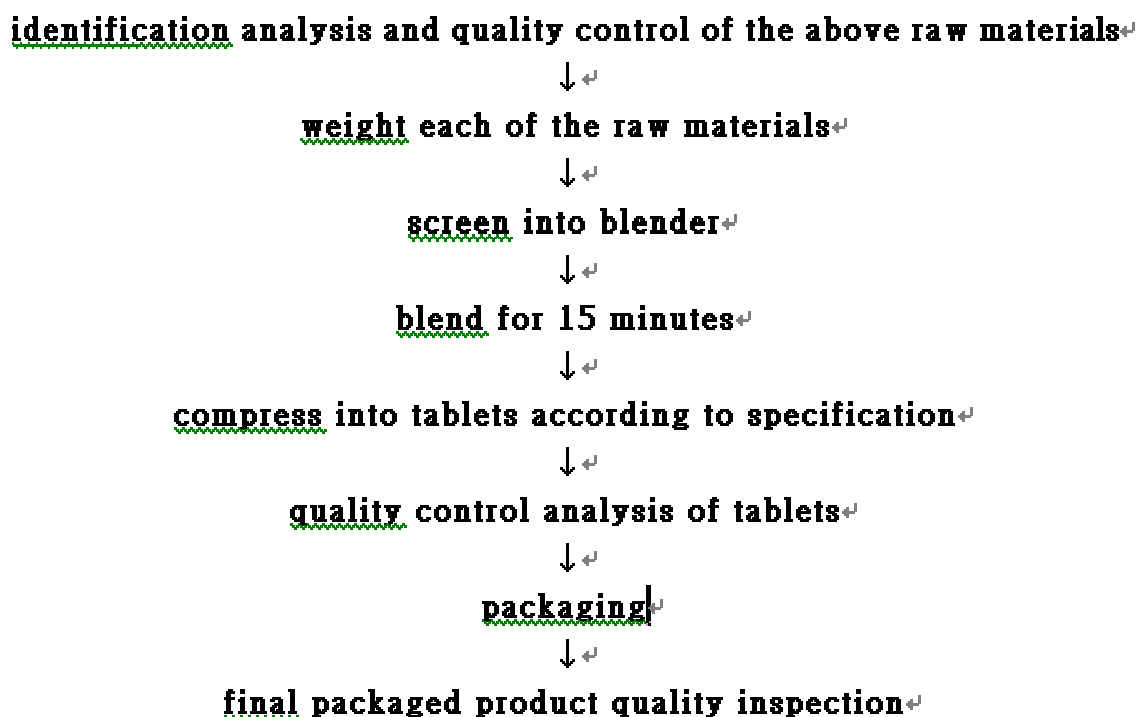 identification analysis and quality control of the above raw materials↵
↓↵
weight each of the raw materials↵
↓↵
screen into blender↵
↓↵
blend for 15 minutes↵
↓↵
compress into tablets according to specification↵
↓↵
quality control analysis of tablets↵
↓↵
packaging↵
↓↵
final packaged product quality inspection↵